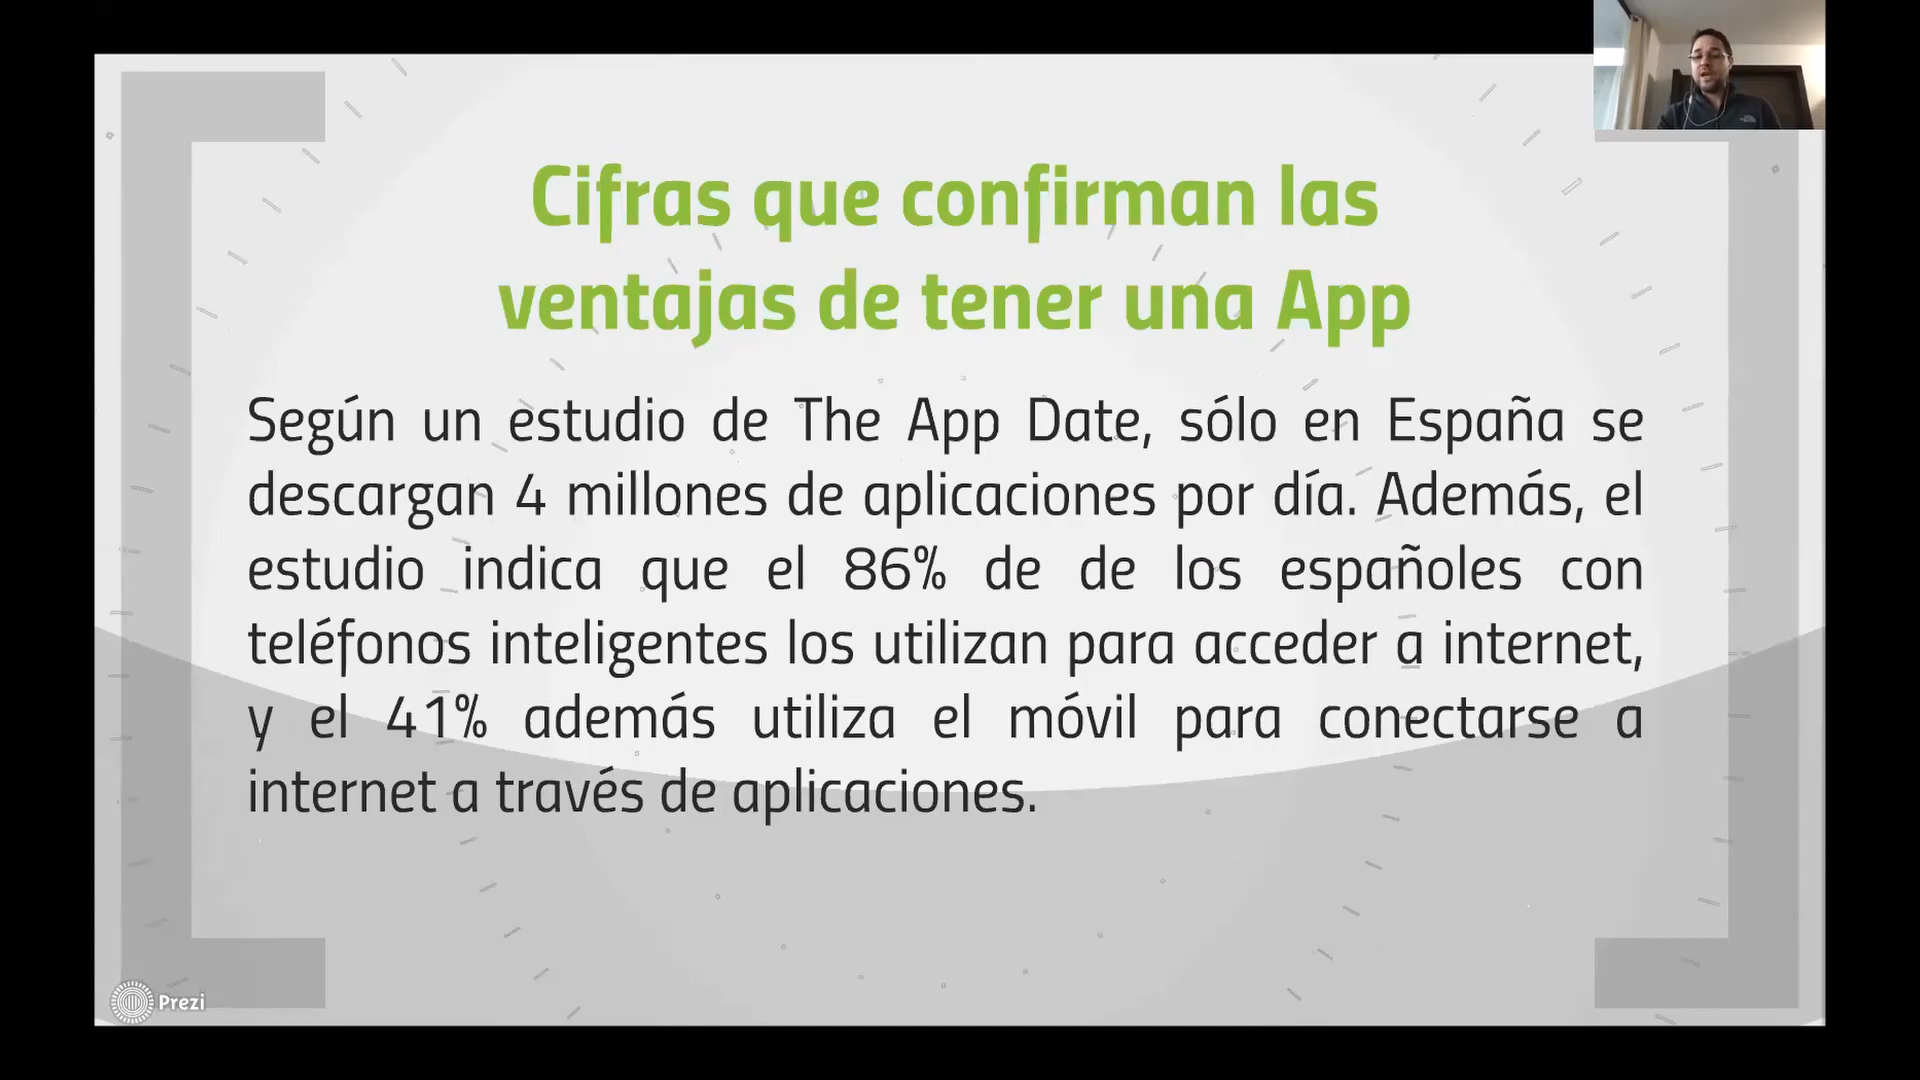 Cifras que confirman las
ventajas de tener una App
Según un estudio de The App Date, sólo en España se
descargan 4 millones de aplicaciones por día. Además, el
estudio indica que el 86% de de los españoles con
teléfonos inteligentes los utilizan para acceder a internet,
y el 41% además utiliza el móvil para conectarse a
internet a través de aplicaciones.
Prezi